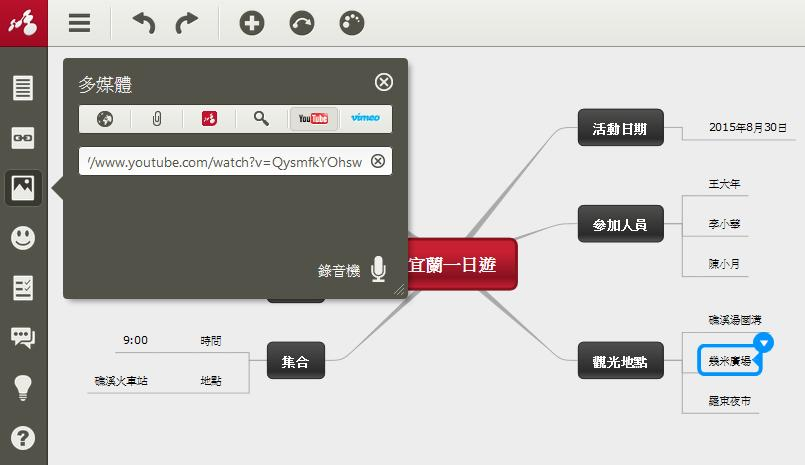 多媒體
YouTube
vimeo
//www.youtube.com/watch?v=QysmfkYOhsw
錄音機
宜蘭一日遊
活動日期
2015年8月30日
參加人員
王大年
李小華
陳小月
觀光地點
礁溪湯圍溝
幾米廣場
羅東夜市
集合
時間
9:00
地點
礁溪火車站